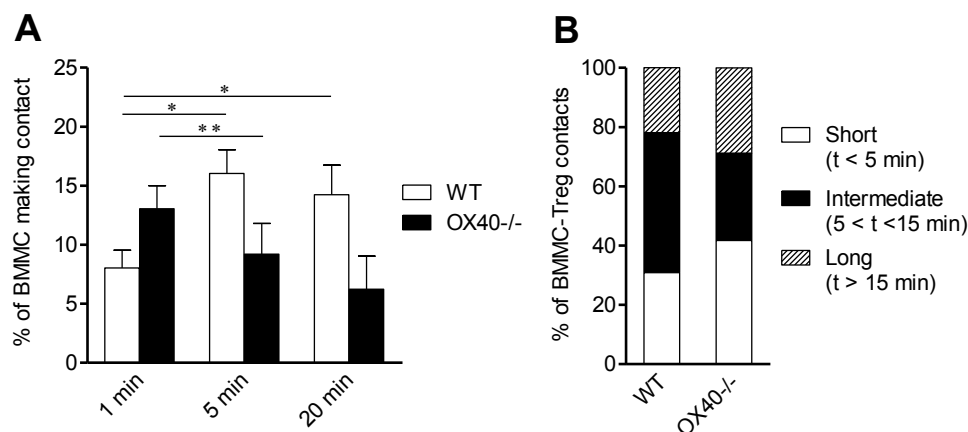 A
25
20
15
10
5
0
% of BMMC making contact
*
*
* *
1 min
5 min
20 min
WT
OX40-/-
B
100
80
60
40
20
0
% of BMMC-Treg contacts
WT
OX40-/-
Short
(t < 5 min)
Intermediate
(5 < t <15 min)
Long
(t > 15 min)